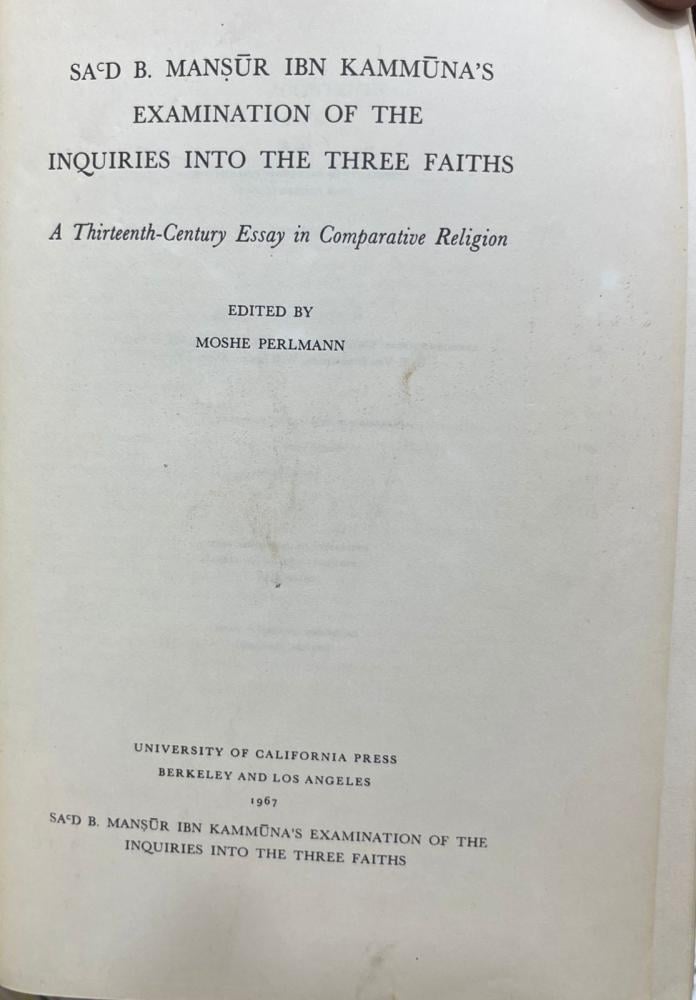 SAᶜD B. MANṢŪR IBN KAMMŪNA'S
EXAMINATION OF THE
INQUIRIES INTO THE THREE FAITHS
A Thirteenth-Century Essay in Comparative Religion
EDITED BY
MOSHE PERLMANN
UNIVERSITY OF CALIFORNIA PRESS
BERKELEY AND LOS ANGELES
1967
SAᶜD B. MANṢŪR IBN KAMMŪNA'S EXAMINATION OF THE
INQUIRIES INTO THE THREE FAITHS